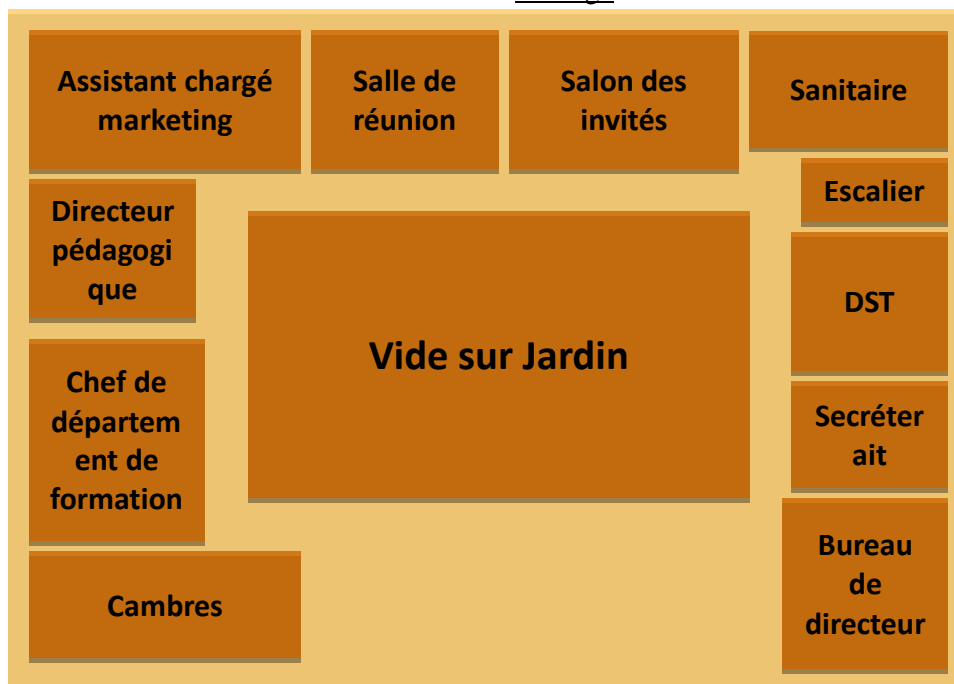 Assistant chargé
marketing
Salle de
réunion
Salon des
invités
Sanitaire
Escalier
Directeur
pédagogi
que
Vide sur Jardin
DST
Chef de
départem
ent de
formation
Secréter
ait
Bureau
de
directeur
Cambres